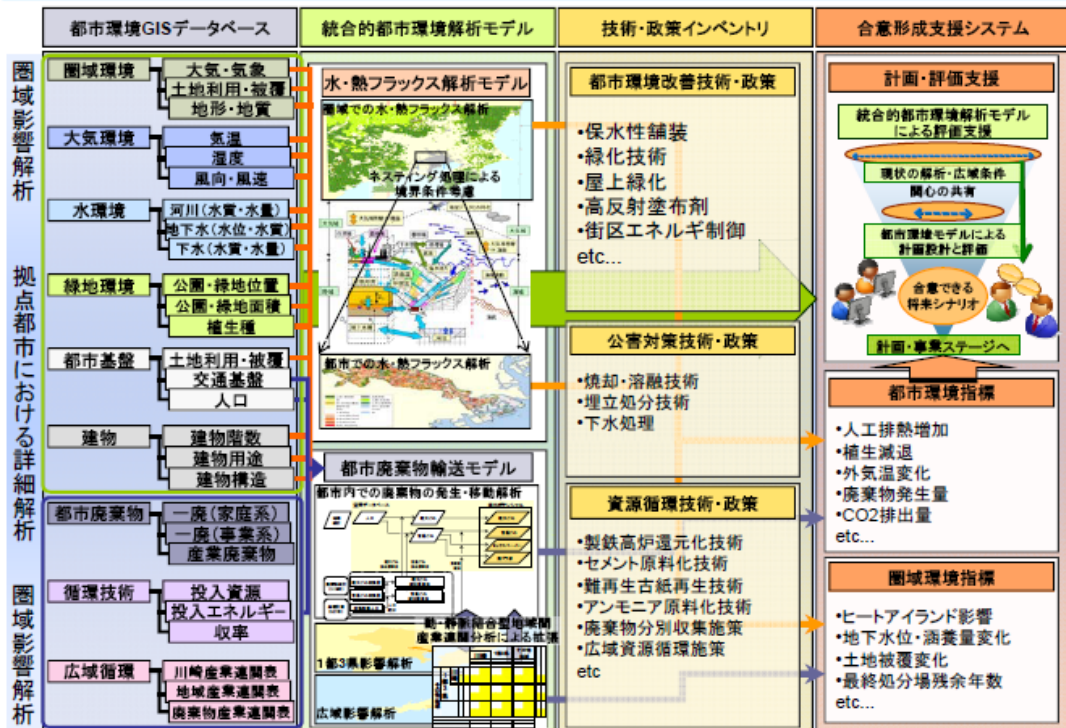 都市環境GISデータベース
統合的都市環境解析モデル
技術・政策インベントリ
合意形成支援システム
圏域影響解析
拠点都市における詳細解析
圏域影響解析
圏域環境
大気・気象
土地利用・被覆
地形・地質
大気環境
気温
湿度
風向・風速
水環境
河川(水質・水量)
地下水(水位・水質)
下水(水質・水量)
緑地環境
公園・緑地位置
公園・緑地面積
植生種
都市基盤
土地利用・被覆
交通基盤
人口
建物
建物階数
建物用途
建物構造
都市廃棄物
一廃(家庭系)
一廃(事業系)
産業廃棄物
循環技術
投入資源
投入エネルギー
収率
広域循環
川崎産業連関表
地域産業連関表
廃棄物産業連関表
水・熱フラックス解析モデル
圏域での水・熱フラックス解析
ネスティング処理による
境界条件考慮
都市での水・熱フラックス解析
都市廃棄物輸送モデル
都市内での廃棄物の発生・移動解析
動・静脈結合型地域間
産業連関分析による拡張
1都3県影響解析
広域影響解析
都市環境改善技術・政策
•保水性舗装
•緑化技術
•屋上緑化
•高反射塗布剤
•街区エネルギ制御
etc...
公害対策技術・政策
•焼却・溶融技術
•埋立処分技術
•下水処理
資源循環技術・政策
•製鉄高炉還元化技術
•セメント原料化技術
•難再生古紙再生技術
•アンモニア原料化技術
•廃棄物分別収集施策
•広域資源循環施策
etc
計画・評価支援
統合的都市環境解析モデル
による評価支援
現状の解析・広域条件
関心の共有
都市環境モデルによる
計画設計と評価
合意できる
将来シナリオ
計画・事業ステージへ
都市環境指標
•人工排熱増加
•植生減退
•外気温変化
•廃棄物発生量
•CO2排出量
etc...
圏域環境指標
•ヒートアイランド影響
•地下水位・涵養量変化
•土地被覆変化
•最終処分場残余年数
etc...